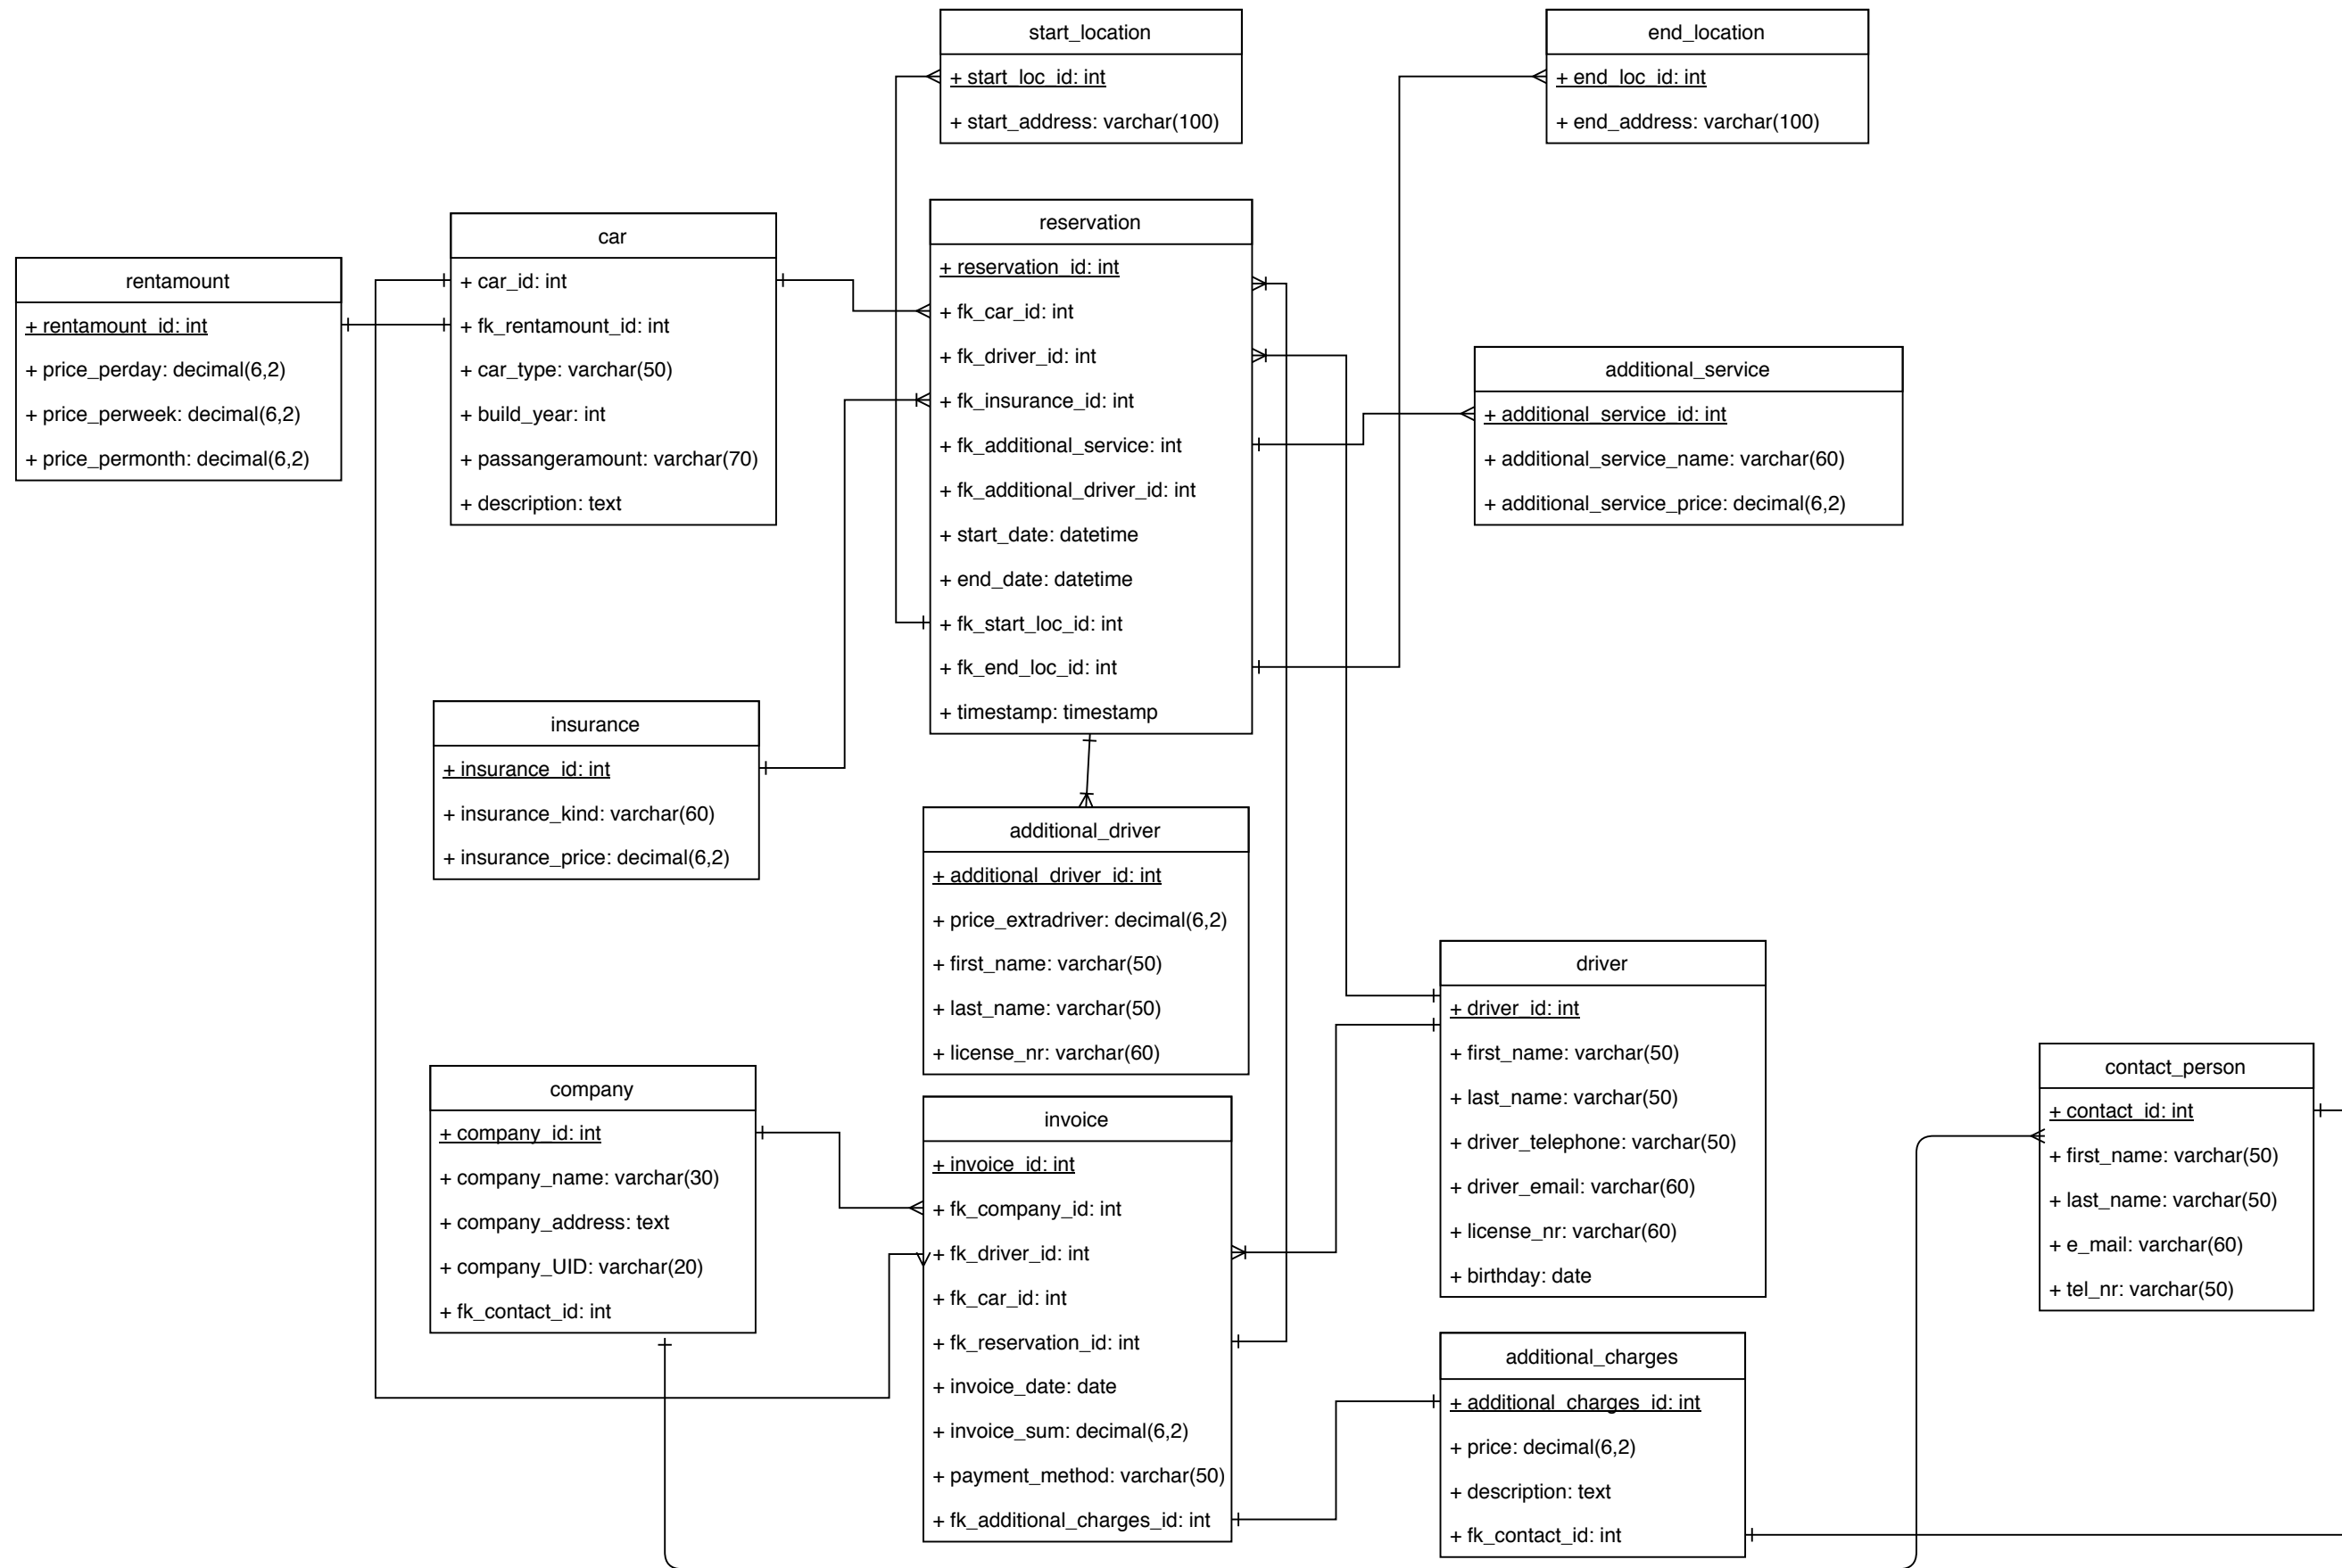 start_location
+ start_loc_id: int
+ start_address: varchar(100)
end_location
+ end_loc_id: int
+ end_address: varchar(100)
rentamount
+ rentamount_id: int
+ price_perday: decimal(6,2)
+ price_perweek: decimal(6,2)
+ price_permonth: decimal(6,2)
car
+ car_id: int
+ fk_rentamount_id: int
+ car_type: varchar(50)
+ build_year: int
+ passangeramount: varchar(70)
+ description: text
reservation
+ reservation_id: int
+ fk_car_id: int
+ fk_driver_id: int
+ fk_insurance_id: int
+ fk_additional_service: int
+ fk_additional_driver_id: int
+ start_date: datetime
+ end_date: datetime
+ fk_start_loc_id: int
+ fk_end_loc_id: int
+ timestamp: timestamp
additional_service
+ additional_service_id: int
+ additional_service_name: varchar(60)
+ additional_service_price: decimal(6,2)
insurance
+ insurance_id: int
+ insurance_kind: varchar(60)
+ insurance_price: decimal(6,2)
additional_driver
+ additional_driver_id: int
+ price_extradriver: decimal(6,2)
+ first_name: varchar(50)
+ last_name: varchar(50)
+ license_nr: varchar(60)
driver
+ driver_id: int
+ first_name: varchar(50)
+ last_name: varchar(50)
+ driver_telephone: varchar(50)
+ driver_email: varchar(60)
+ license_nr: varchar(60)
+ birthday: date
contact_person
+ contact_id: int
+ first_name: varchar(50)
+ last_name: varchar(50)
+ e_mail: varchar(60)
+ tel_nr: varchar(50)
company
+ company_id: int
+ company_name: varchar(30)
+ company_address: text
+ company_UID: varchar(20)
+ fk_contact_id: int
invoice
+ invoice_id: int
+ fk_company_id: int
+ fk_driver_id: int
+ fk_car_id: int
+ fk_reservation_id: int
+ invoice_date: date
+ invoice_sum: decimal(6,2)
+ payment_method: varchar(50)
+ fk_additional_charges_id: int
additional_charges
+ additional_charges_id: int
+ price: decimal(6,2)
+ description: text
+ fk_contact_id: int